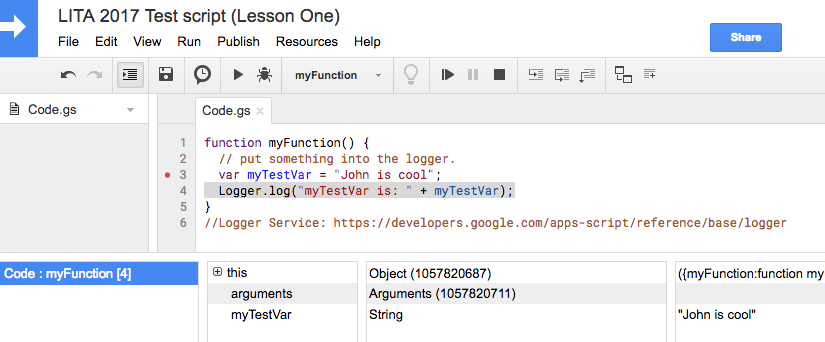 LITA 2017 Test script (Lesson One)
File Edit View Run Publish Resources Help
Share
myFunction
Code.gs
Code.gs ×
1 function myFunction() {
2 // put something into the logger.
3 var myTestVar = "John is cool";
4 Logger.log("myTestVar is: " + myTestVar);
5 }
6 //Logger Service: https://developers.google.com/apps-script/reference/base/logger
Code : myFunction [4]
this Object (1057820687) ({myFunction:function my
arguments Arguments (1057820711)
myTestVar String "John is cool"